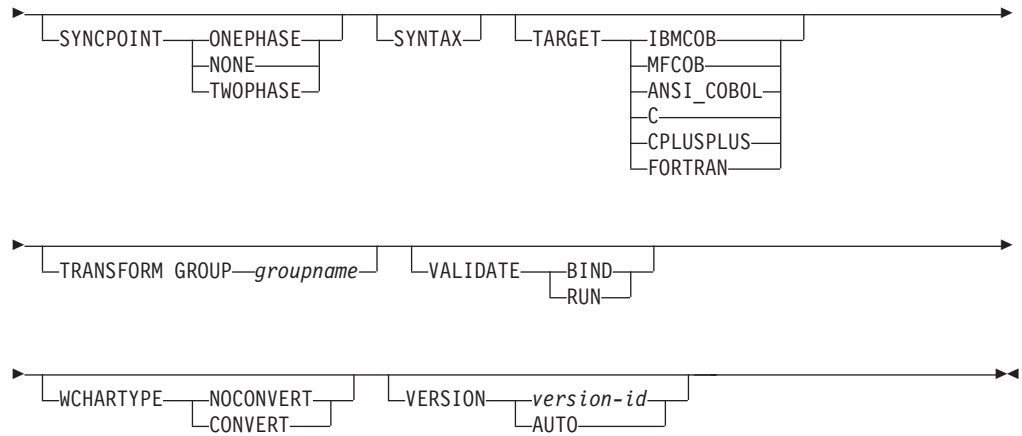 SYNCPOINT ONEPHASE SYNTAX TARGET IBMCOB
NONE MFCOB
TWOPHASE ANSI_COBOL
C
CPLUSPLUS
FORTRAN
TRANSFORM GROUP groupname VALIDATE BIND
RUN
WCHARTYPE NOCONVERT VERSION version-id
CONVERT AUTO